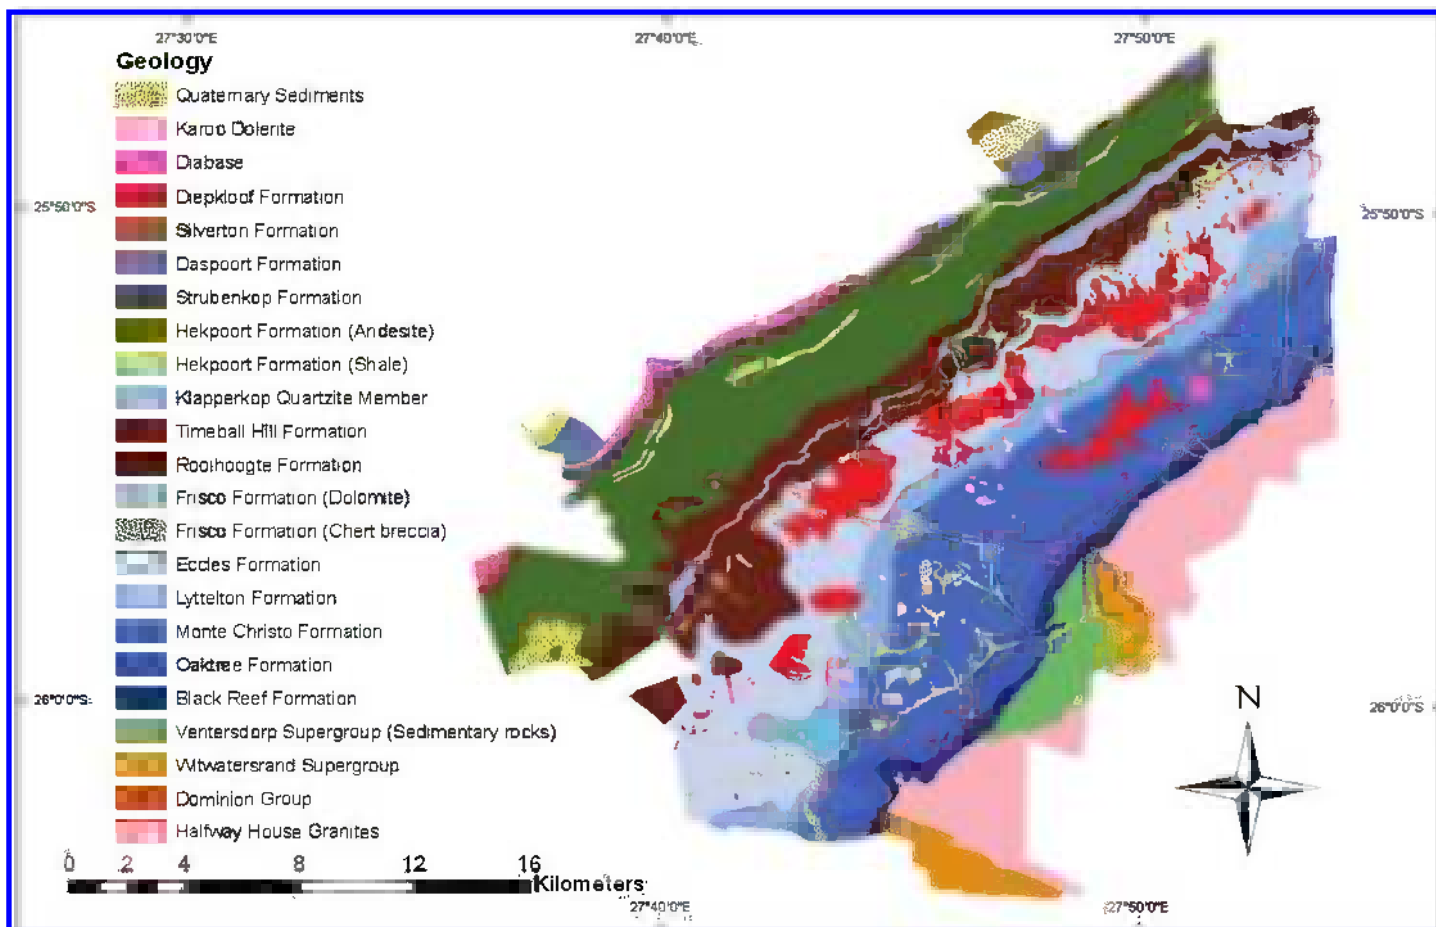 27°30'0"E
27°40'0"E
27°50'0"E
Geology
Quaternary Sediments
Karoo Dolerite
Diabase
Diepkloof Formation
Silverton Formation
Daspoort Formation
Strubenkop Formation
Hekpoort Formation (Andesite)
Hekpoort Formation (Shale)
Klapperkop Quartzite Member
Timeball Hill Formation
Rooihoogte Formation
Frisco Formation (Dolomite)
Frisco Formation (Chert breccia)
Eccles Formation
Lyttelton Formation
Monte Christo Formation
Oaktree Formation
Black Reef Formation
Ventersdorp Supergroup (Sedimentary rocks)
Witwatersrand Supergroup
Dominion Group
Halfway House Granites
25°50'0"S
25°50'0"S
26°0'0"S
26°0'0"S
N
0 2 4 8 12 16
Kilometers
27°40'0"E
27°50'0"E